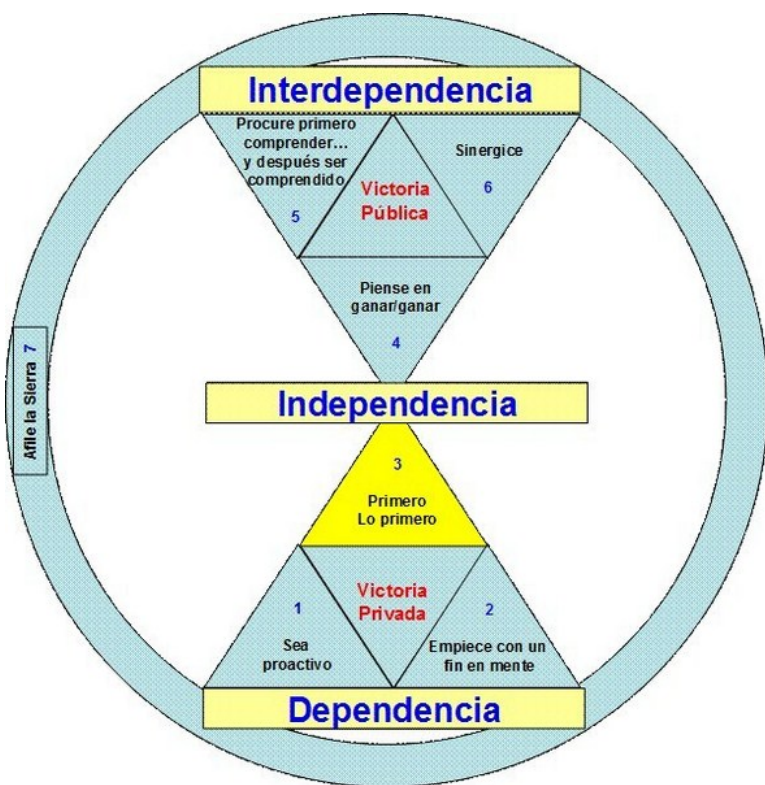 Interdependencia
Procure primero
comprender...
y después ser
comprendido
5
Sinergice
6
Victoria
Pública
Piense en
ganar/ganar
4
Afile la Sierra 7
Independencia
3
Primero
Lo primero
Victoria
Privada
1
Sea
proactivo
2
Empiece con un
fin en mente
Dependencia